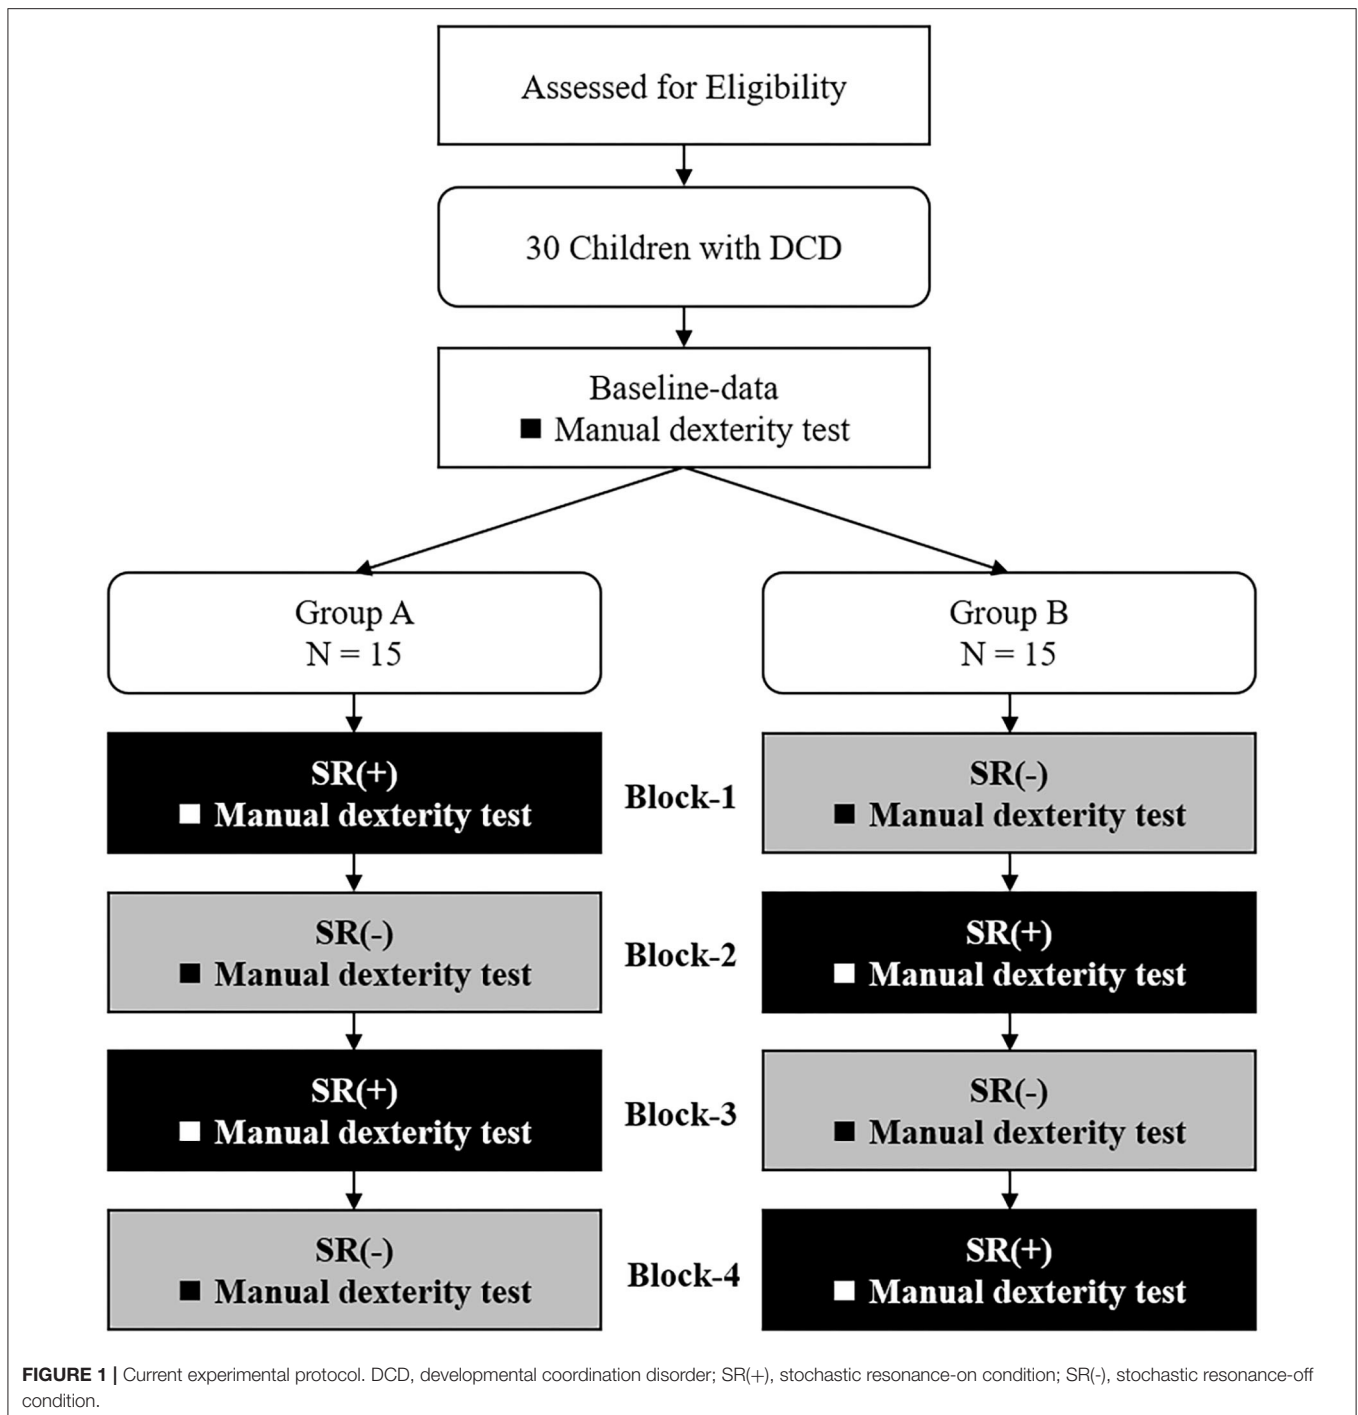 Assessed for Eligibility
30 Children with DCD
Baseline-data
■ Manual dexterity test
Group A
N = 15
Group B
N = 15
SR(+)
■ Manual dexterity test
Block-1
SR(-)
■ Manual dexterity test
SR(-)
■ Manual dexterity test
Block-2
SR(+)
■ Manual dexterity test
SR(+)
■ Manual dexterity test
Block-3
SR(-)
■ Manual dexterity test
SR(-)
■ Manual dexterity test
Block-4
SR(+)
■ Manual dexterity test
FIGURE 1 | Current experimental protocol. DCD, developmental coordination disorder; SR(+), stochastic resonance-on condition; SR(-), stochastic resonance-off
condition.